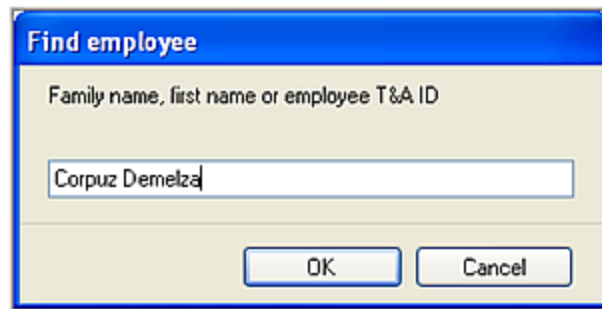 Find employee
Family name, first name or employee T&A ID
Corpuz Demelza
OK
Cancel